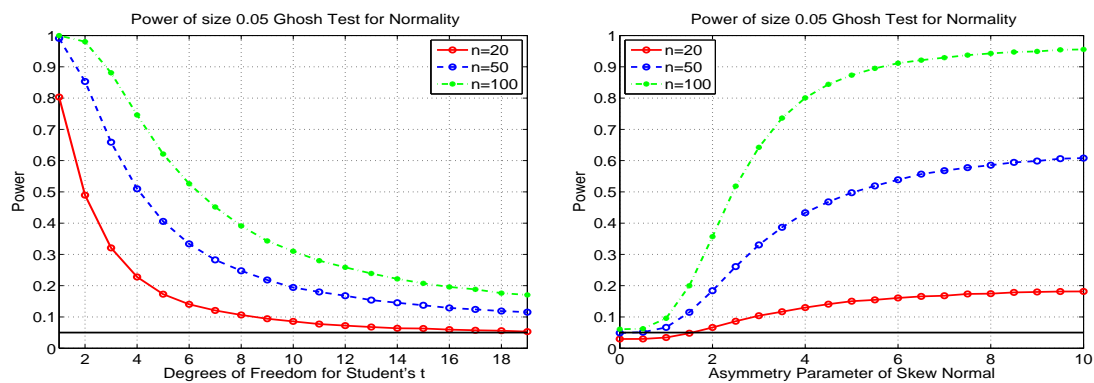 Power of size 0.05 Ghosh Test for Normality
1
0.9
0.8
0.7
0.6
0.5
0.4
0.3
0.2
0.1
0
Power
n=20
n=50
n=100
2 4 6 8 10 12 14 16 18
Degrees of Freedom for Student's t
Power of size 0.05 Ghosh Test for Normality
1
0.9
0.8
0.7
0.6
0.5
0.4
0.3
0.2
0.1
0
Power
n=20
n=50
n=100
0 2 4 6 8 10
Asymmetry Parameter of Skew Normal